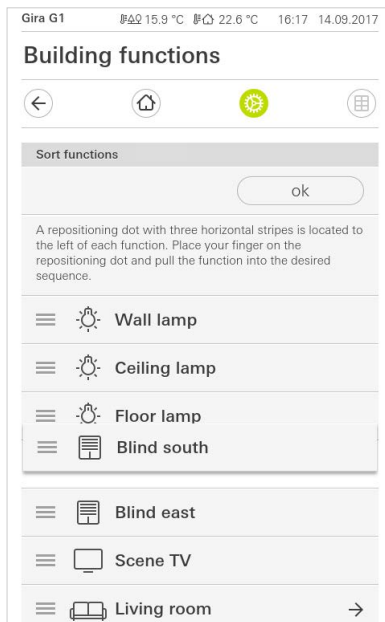 Gira G1 15.9 °C 22.6 °C 16:17 14.09.2017
Building functions
Sort functions
ok
A repositioning dot with three horizontal stripes is located to
the left of each function. Place your finger on the
repositioning dot and pull the function into the desired
sequence.
Wall lamp
Ceiling lamp
Floor lamp
Blind south
Blind east
Scene TV
Living room